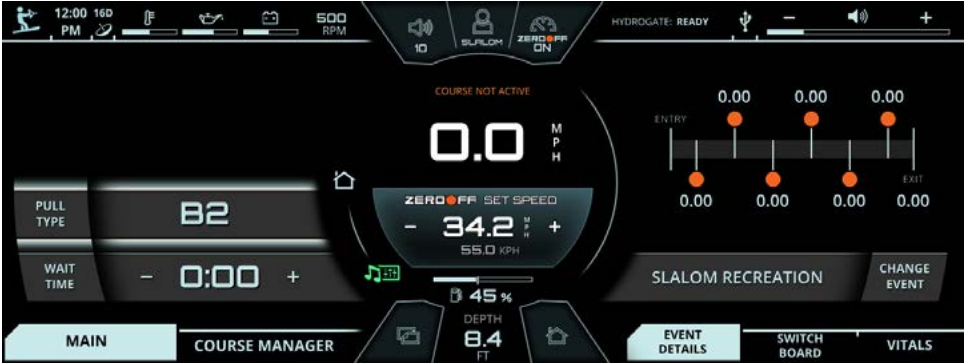 12:00 16D
PM
500
RPM
10
SLALOM
ZEROOFF
ON
HYDROGATE: READY
COURSE NOT ACTIVE
0.0
MPH
ZEROOFF SET SPEED
- 34.2 MPH +
55.0 KPH
45 %
DEPTH
8.4
FT
PULL
TYPE
B2
WAIT
TIME
- 0:00 +
MAIN
COURSE MANAGER
0.00 0.00 0.00
ENTRY
EXIT
0.00 0.00 0.00 0.00
SLALOM RECREATION
CHANGE
EVENT
EVENT
DETAILS
SWITCH
BOARD
VITALS